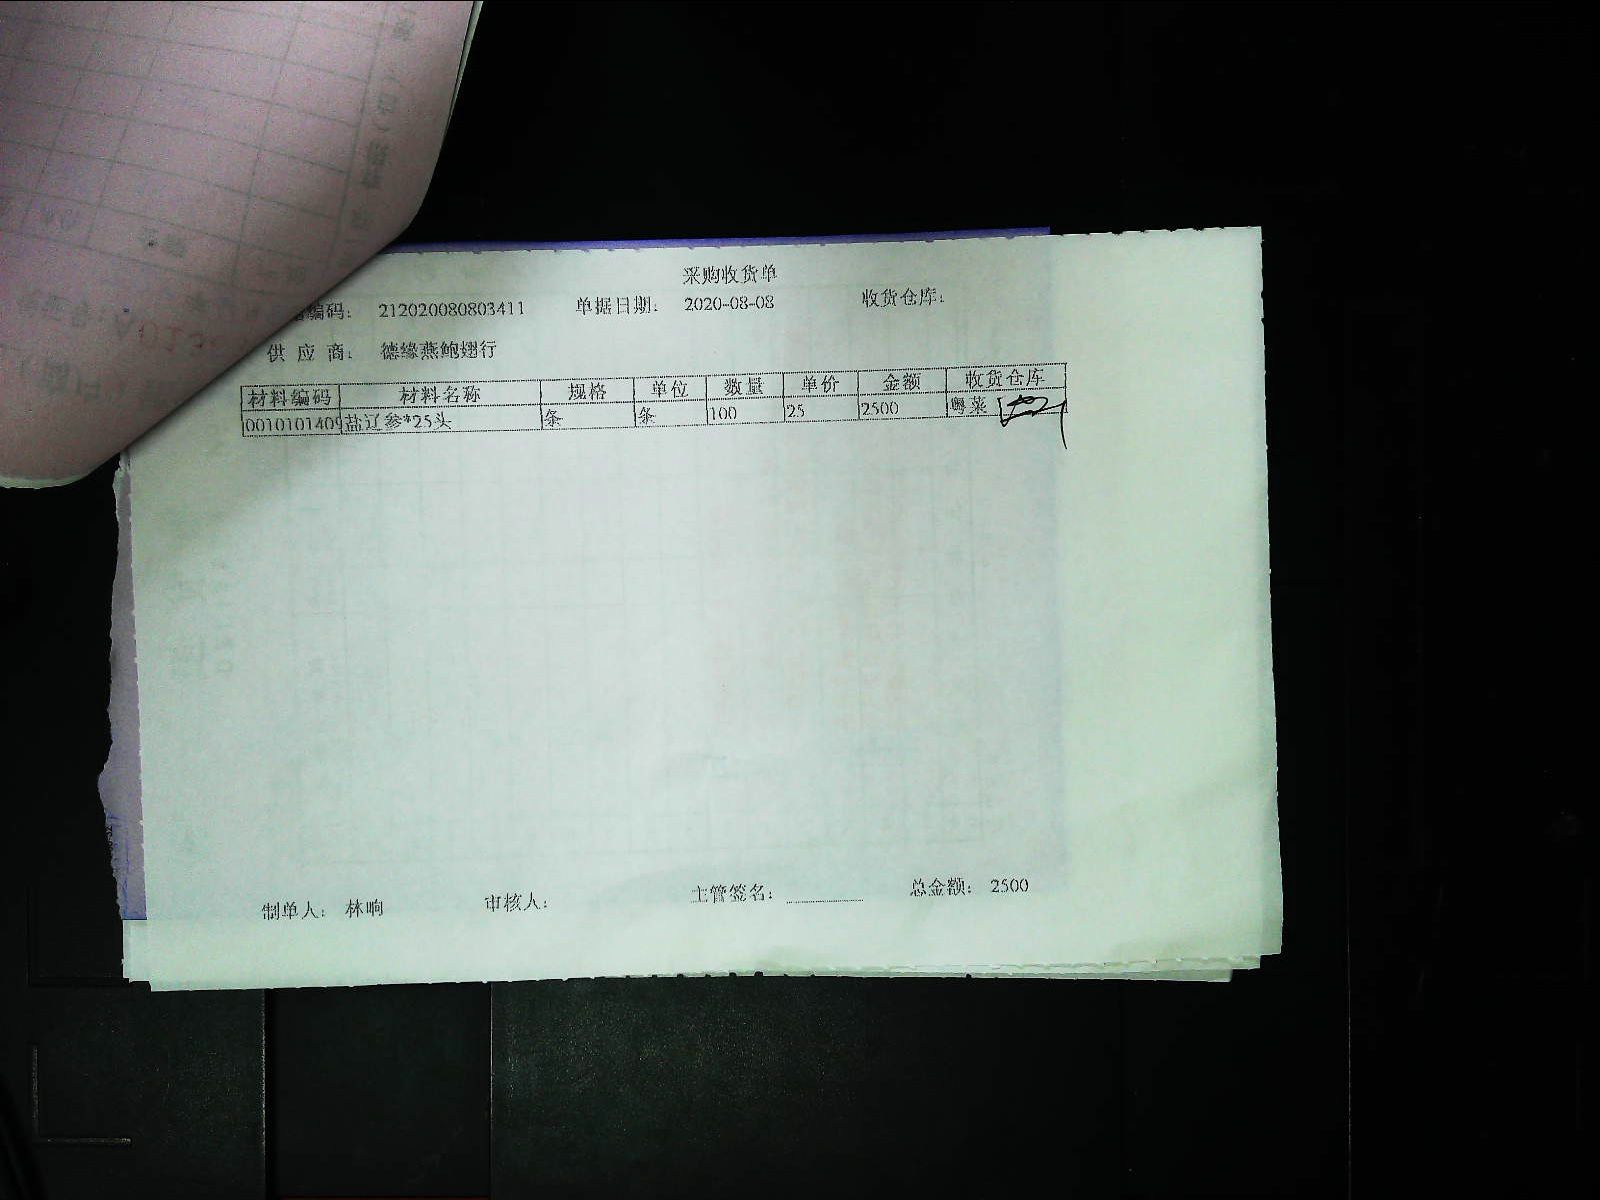 采购收货单
编码: 212020080803411 单据日期: 2020-08-08 收货仓库:
供应商: 德缘燕鲍翅行
材料编码 材料名称 规格 单位 数量 单价 金额 收货仓库
0010101409 盐辽参*25头 条 条 100 25 2500 粤菜
制单人: 林响 审核人: 主管签名: 总金额: 2500